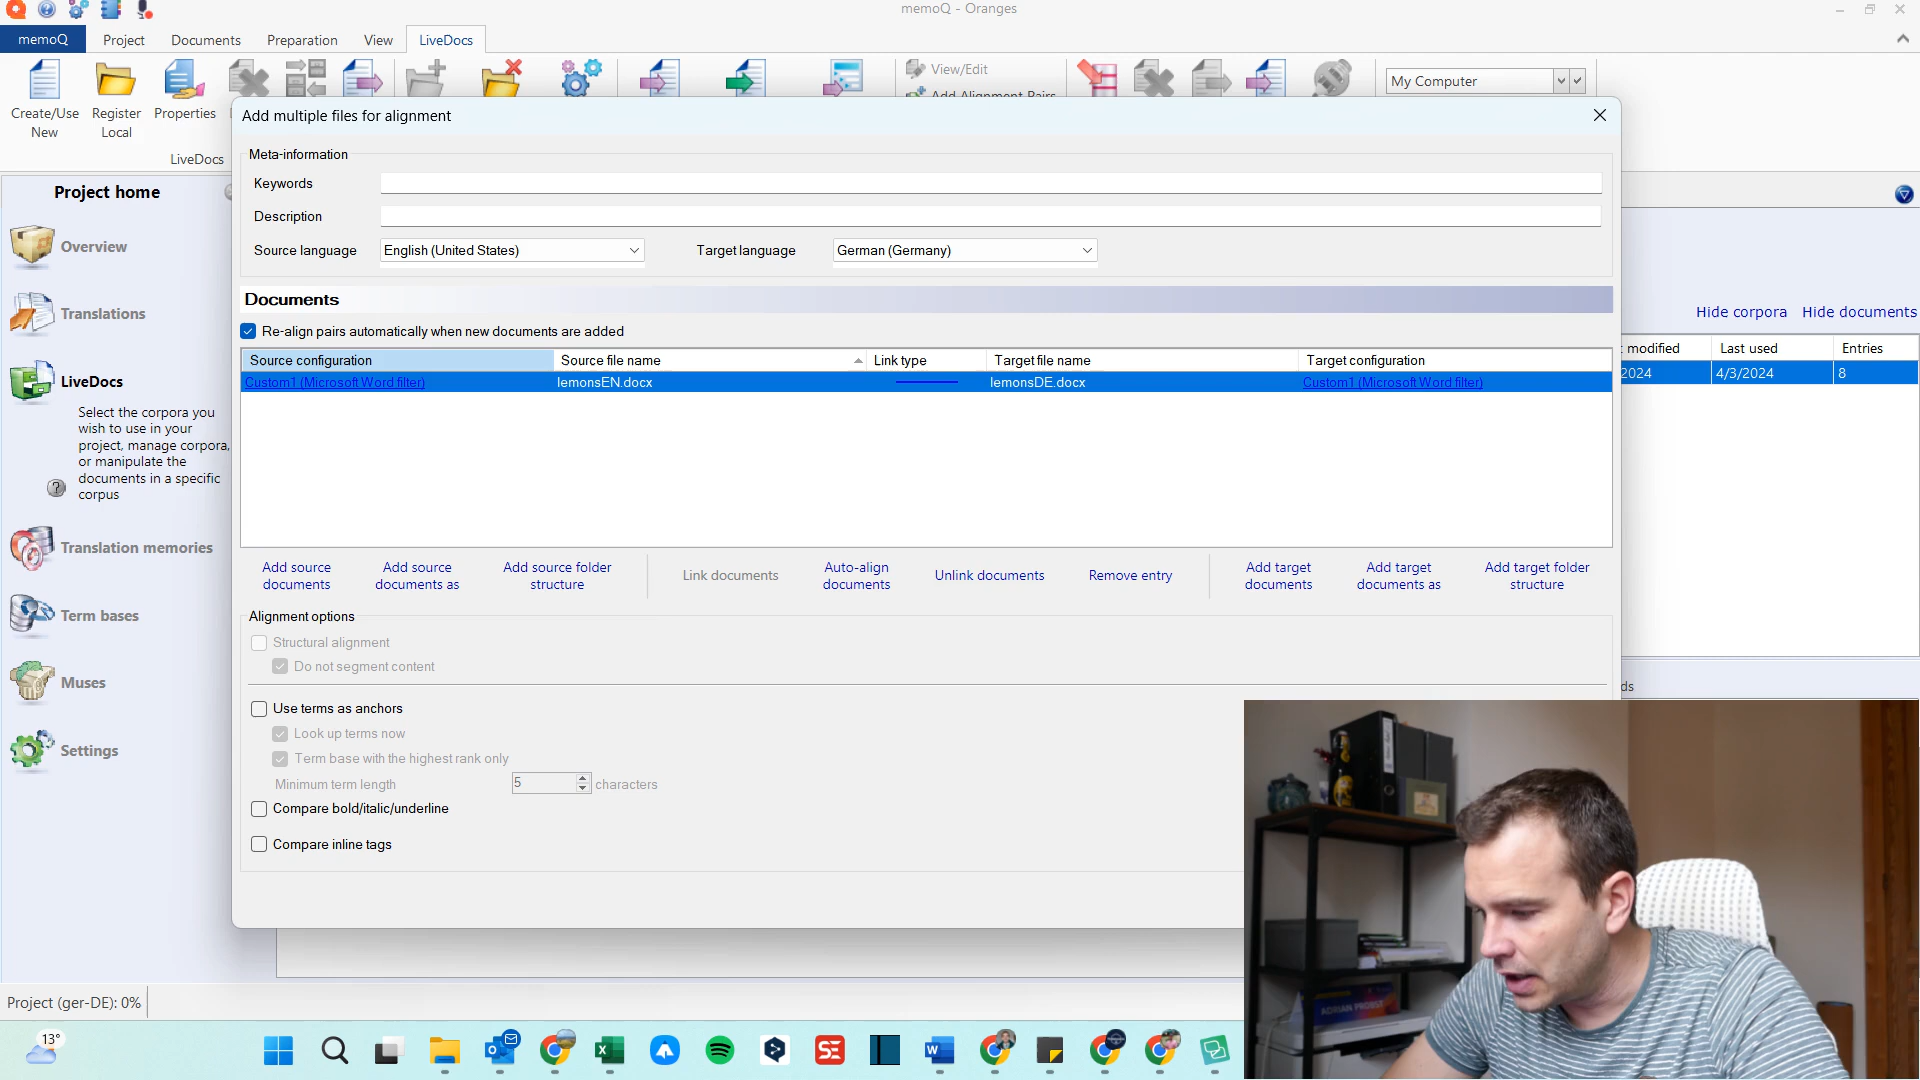 memoQ - Oranges
memoQ
Project
Documents
Preparation
View
LiveDocs
Create/Use
New
Register
Local
Properties
View/Edit
Add Alignment Pairs
My Computer
LiveDocs
Add multiple files for alignment
Meta-information
Keywords
Description
Source language
English (United States)
Target language
German (Germany)
Documents
Re-align pairs automatically when new documents are added
Source configuration
Source file name
Link type
Target file name
Target configuration
Custom1 (Microsoft Word filter)
lemonsEN.docx
lemonsDE.docx
Custom1 (Microsoft Word filter)
Add source
documents
Add source
documents as
Add source folder
structure
Link documents
Auto-align
documents
Unlink documents
Remove entry
Add target
documents
Add target
documents as
Add target folder
structure
Alignment options
Structural alignment
Do not segment content
Use terms as anchors
Look up terms now
Term base with the highest rank only
Minimum term length
5
characters
Compare bold/italic/underline
Compare inline tags
Project home
Overview
Translations
LiveDocs
Select the corpora you
wish to use in your
project, manage corpora,
or manipulate the
documents in a specific
corpus
Translation memories
Term bases
Muses
Settings
Hide corpora
Hide documents
modified
Last used
Entries
2024
4/3/2024
8
ds
Project (ger-DE): 0%
13°
SE
ADRIAN PROBST